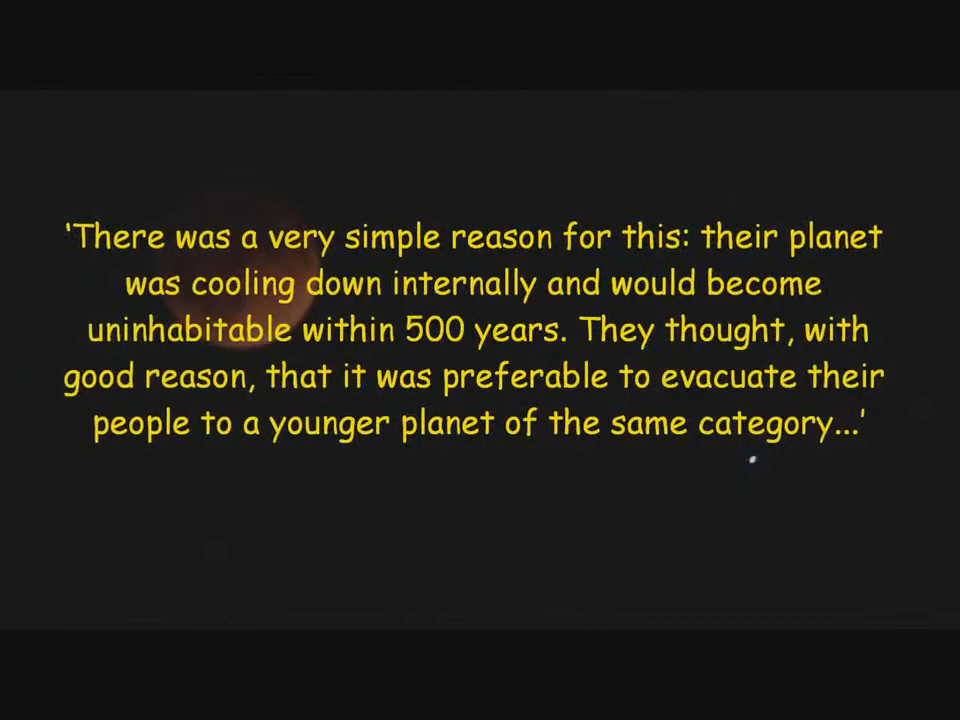 ‘There was a very simple reason for this: their planet
was cooling down internally and would become
uninhabitable within 500 years. They thought, with
good reason, that it was preferable to evacuate their
people to a younger planet of the same category...’